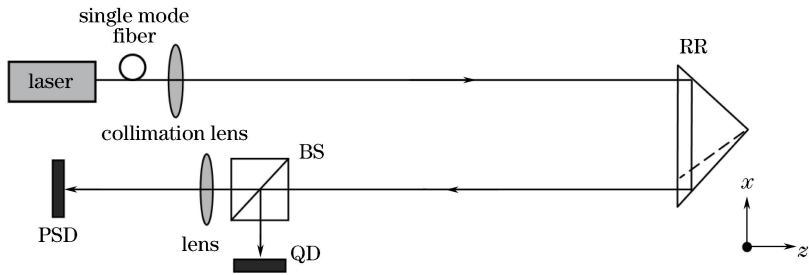 single mode
fiber
RR
laser
collimation lens
BS
x
PSD
lens
QD
z